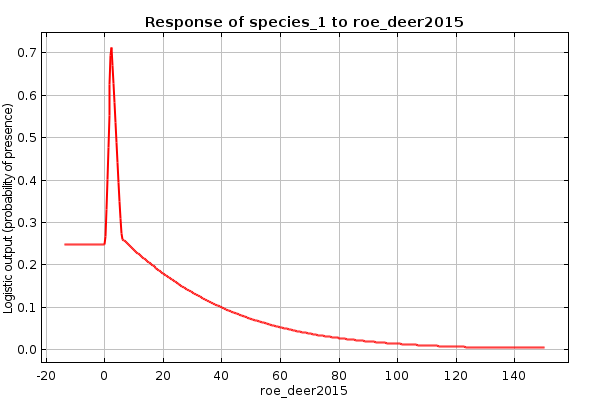 Response of species_1 to roe_deer2015
Logistic output (probability of presence)
0.7
0.6
0.5
0.4
0.3
0.2
0.1
0.0
-20 0 20 40 60 80 100 120 140
roe_deer2015